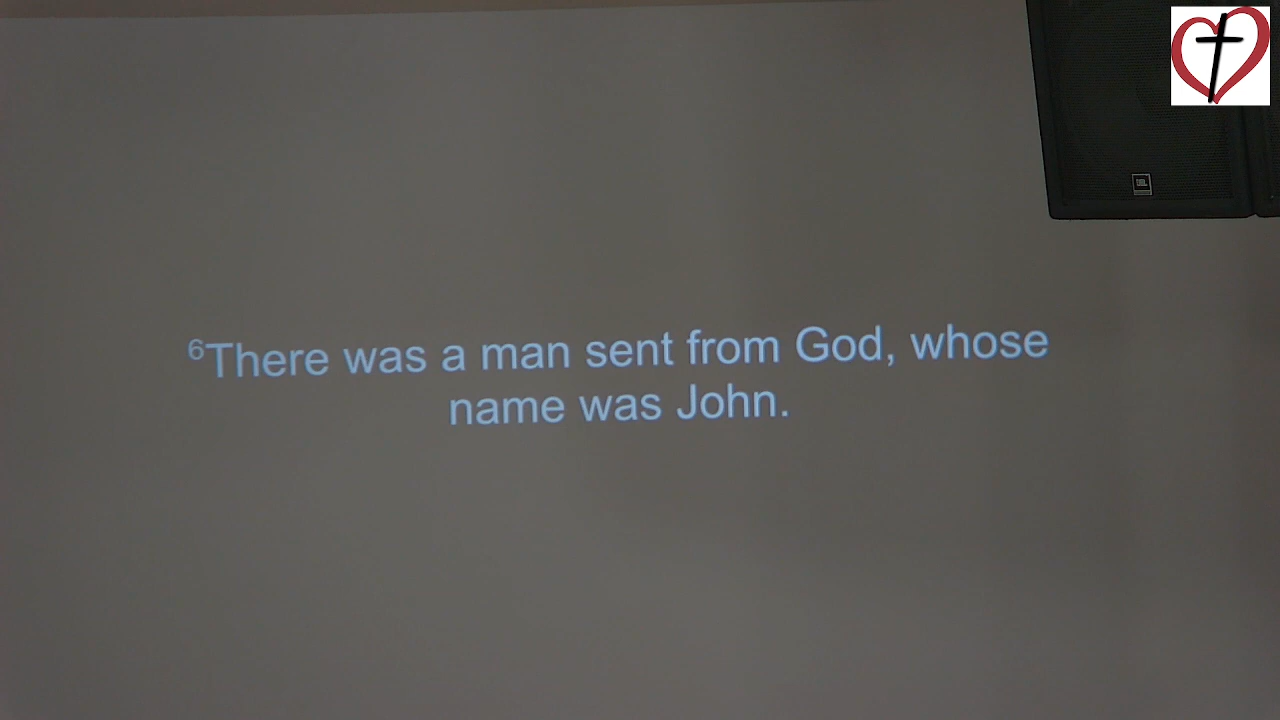 ⁶There was a man sent from God, whose
name was John.